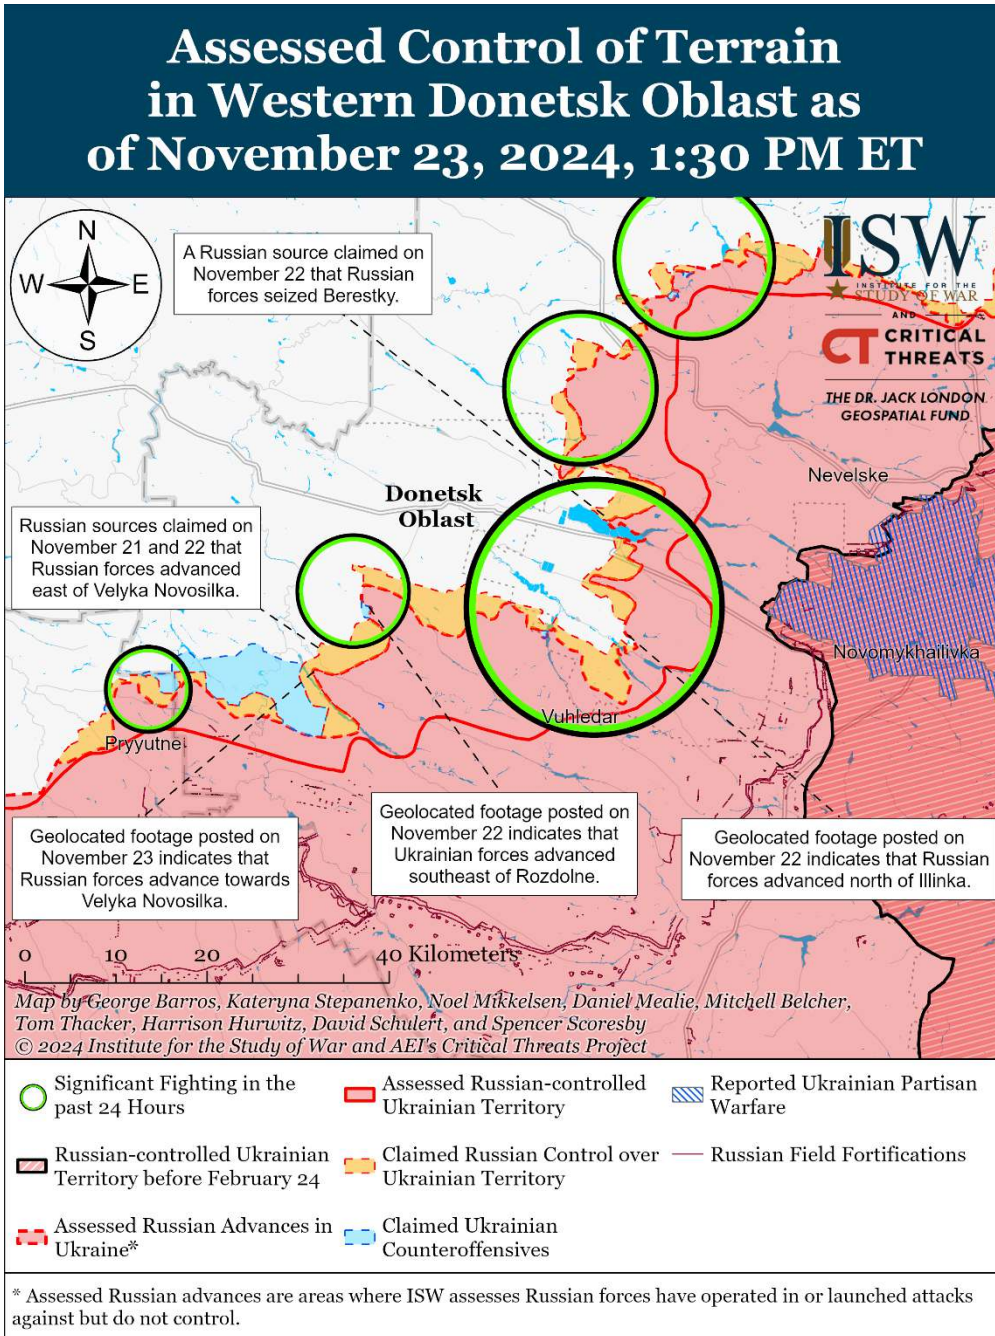 Assessed Control of Terrain
in Western Donetsk Oblast as
of November 23, 2024, 1:30 PM ET
N
W
E
S
A Russian source claimed on
November 22 that Russian
forces seized Berestky.
ISW
INSTITUTE FOR THE
STUDY OF WAR
AND
CT CRITICAL
THREATS
THE DR. JACK LONDON
GEOSPATIAL FUND
Nevelske
Donetsk
Oblast
Russian sources claimed on
November 21 and 22 that
Russian forces advanced
east of Velyka Novosilka.
Novomykhailivka
Vuhledar
Pryyutne
Geolocated footage posted on
November 23 indicates that
Russian forces advance towards
Velyka Novosilka.
Geolocated footage posted on
November 22 indicates that
Ukrainian forces advanced
southeast of Rozdolne.
Geolocated footage posted on
November 22 indicates that Russian
forces advanced north of Illinka.
0 10 20 40 Kilometers
Map by George Barros, Kateryna Stepanenko, Noel Mikkelsen, Daniel Mealie, Mitchell Belcher,
Tom Thacker, Harrison Hurwitz, David Schulert, and Spencer Scoresby
© 2024 Institute for the Study of War and AEI's Critical Threats Project
Significant Fighting in the
past 24 Hours
Assessed Russian-controlled
Ukrainian Territory
Reported Ukrainian Partisan
Warfare
Russian-controlled Ukrainian
Territory before February 24
Claimed Russian Control over
Ukrainian Territory
Russian Field Fortifications
Assessed Russian Advances in
Ukraine*
Claimed Ukrainian
Counteroffensives
* Assessed Russian advances are areas where ISW assesses Russian forces have operated in or launched attacks
against but do not control.